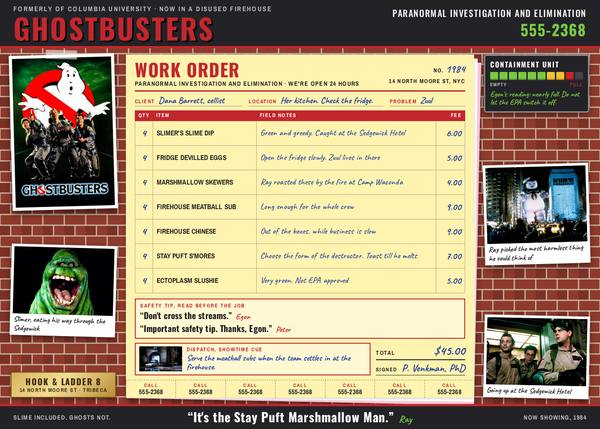 FORMERLY OF COLUMBIA UNIVERSITY · NOW IN A DISUSED FIREHOUSE
GHOSTBUSTERS
PARANORMAL INVESTIGATION AND ELIMINATION
555-2368
GHOSTBUSTERS
Slimer, eating his way through the
Sedgewick
HOOK & LADDER 8
14 NORTH MOORE ST · TRIBECA
WORK ORDER
PARANORMAL INVESTIGATION AND ELIMINATION · WE'RE OPEN 24 HOURS
NO. 1984
14 NORTH MOORE ST, NYC
CLIENT Dana Barrett, cellist LOCATION Her kitchen. Check the fridge. PROBLEM Zuul
QTY ITEM FIELD NOTES FEE
4 SLIMER'S SLIME DIP Green and greedy. Caught at the Sedgewick Hotel 6.00
4 FRIDGE DEVILLED EGGS Open the fridge slowly. Zuul lives in there 5.00
4 MARSHMALLOW SKEWERS Ray roasted these by the fire at Camp Waconda 4.00
4 FIREHOUSE MEATBALL SUB Long enough for the whole crew 9.00
4 FIREHOUSE CHINESE Out of the boxes, while business is slow 9.00
4 STAY PUFT S'MORES Choose the form of the destructor. Toast till he melts 7.00
4 ECTOPLASM SLUSHIE Very green. Not EPA approved 5.00
SAFETY TIP, READ BEFORE THE JOB
“Don't cross the streams.” Egon
“Important safety tip. Thanks, Egon.” Peter
DISPATCH, SHOWTIME CUE
Serve the meatball subs when the team settles in at the
firehouse.
TOTAL $45.00
SIGNED P. Venkman, PhD
CALL CALL CALL CALL CALL CALL CALL
555-2368 555-2368 555-2368 555-2368 555-2368 555-2368 555-2368
CONTAINMENT UNIT
EMPTY FULL
Egon's reading: nearly full. Do not
let the EPA switch it off.
Ray picked the most harmless thing
he could think of
Going up at the Sedgewick Hotel
SLIME INCLUDED. GHOSTS NOT.
“It's the Stay Puft Marshmallow Man.” Ray
NOW SHOWING, 1984